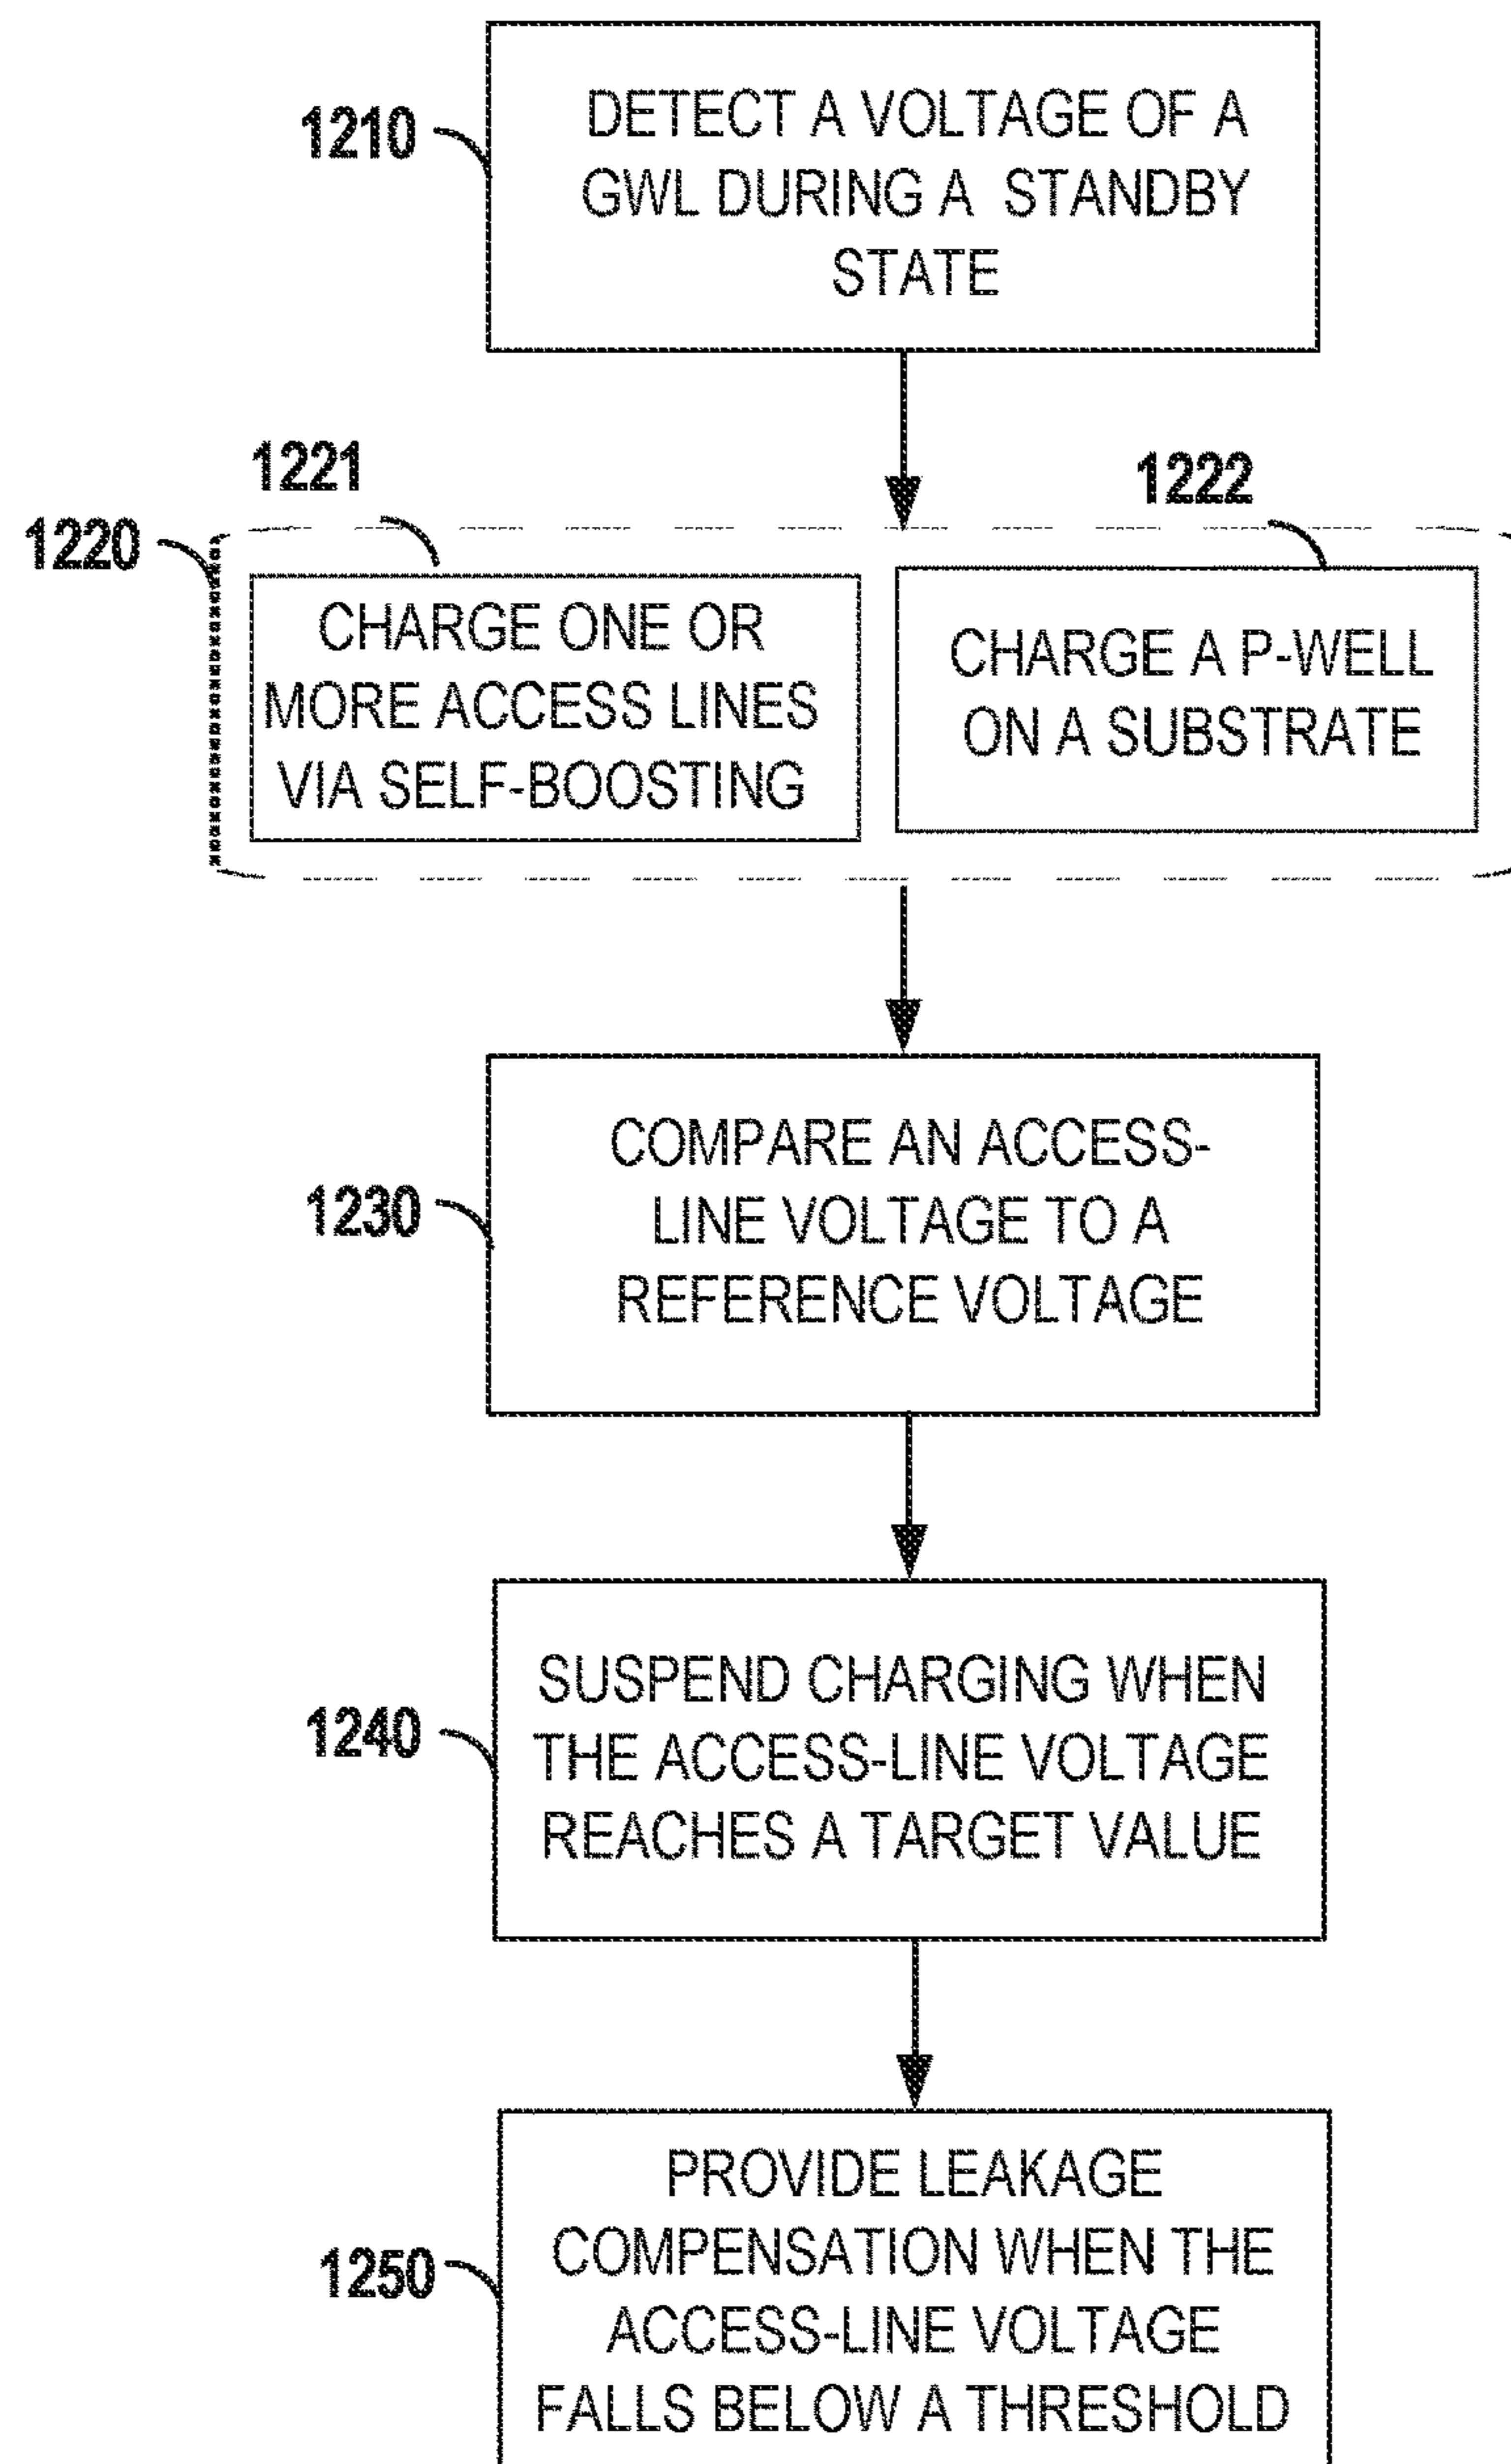 1210
DETECT A VOLTAGE OF A
GWL DURING A STANDBY
STATE
1220
1221
CHARGE ONE OR
MORE ACCESS LINES
VIA SELF-BOOSTING
1222
CHARGE A P-WELL
ON A SUBSTRATE
1230
COMPARE AN ACCESS-
LINE VOLTAGE TO A
REFERENCE VOLTAGE
1240
SUSPEND CHARGING WHEN
THE ACCESS-LINE VOLTAGE
REACHES A TARGET VALUE
1250
PROVIDE LEAKAGE
COMPENSATION WHEN THE
ACCESS-LINE VOLTAGE
FALLS BELOW A THRESHOLD